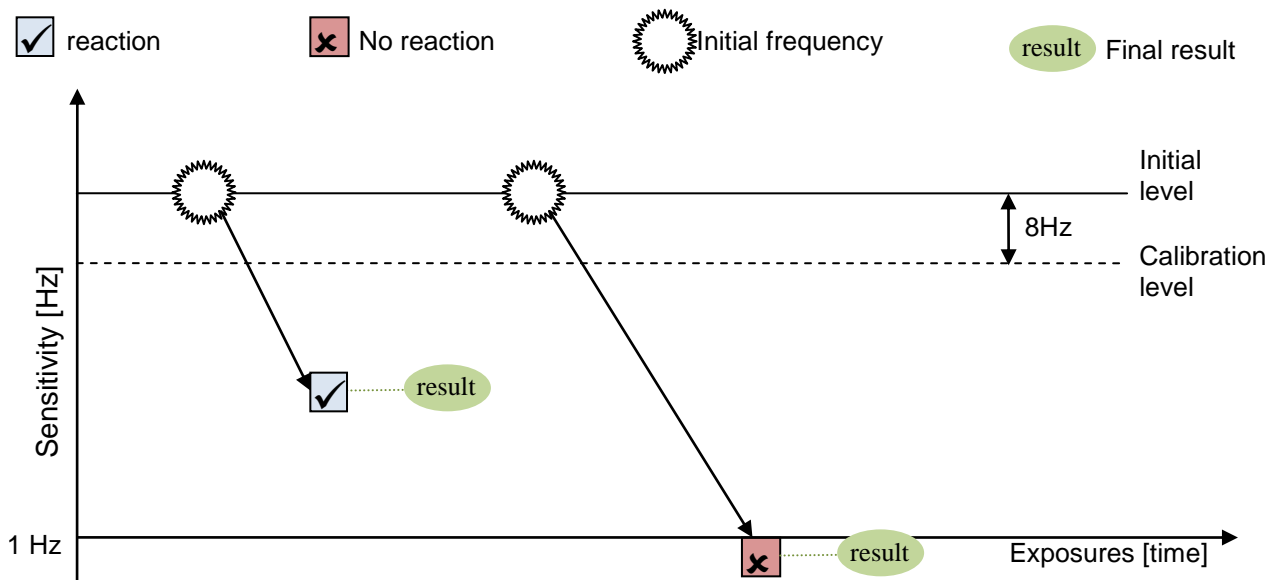 reaction
No reaction
Initial frequency
result
Final result
Initial
level
8Hz
Calibration
level
Sensitivity [Hz]
result
1 Hz
result
Exposures [time]